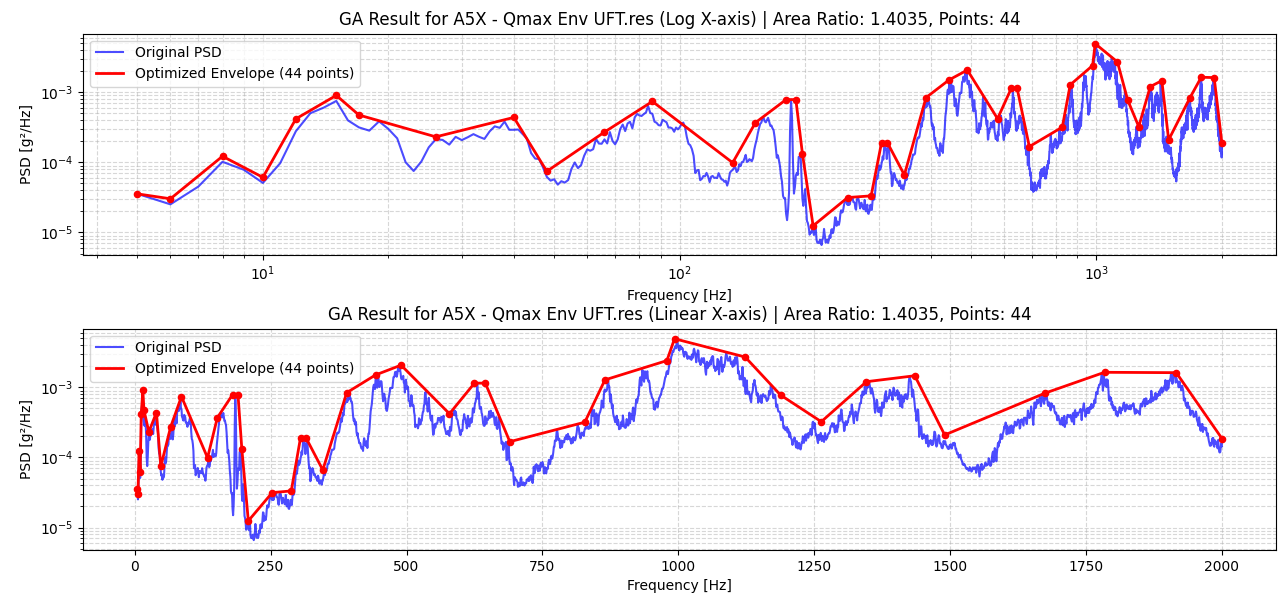 GA Result for A5X - Qmax Env UFT.res (Log X-axis) | Area Ratio: 1.4035, Points: 44
Original PSD
Optimized Envelope (44 points)
PSD [g²/Hz]
10⁻³
10⁻⁴
10⁻⁵
10¹ 10² 10³
Frequency [Hz]
GA Result for A5X - Qmax Env UFT.res (Linear X-axis) | Area Ratio: 1.4035, Points: 44
Original PSD
Optimized Envelope (44 points)
PSD [g²/Hz]
10⁻³
10⁻⁴
10⁻⁵
0 250 500 750 1000 1250 1500 1750 2000
Frequency [Hz]